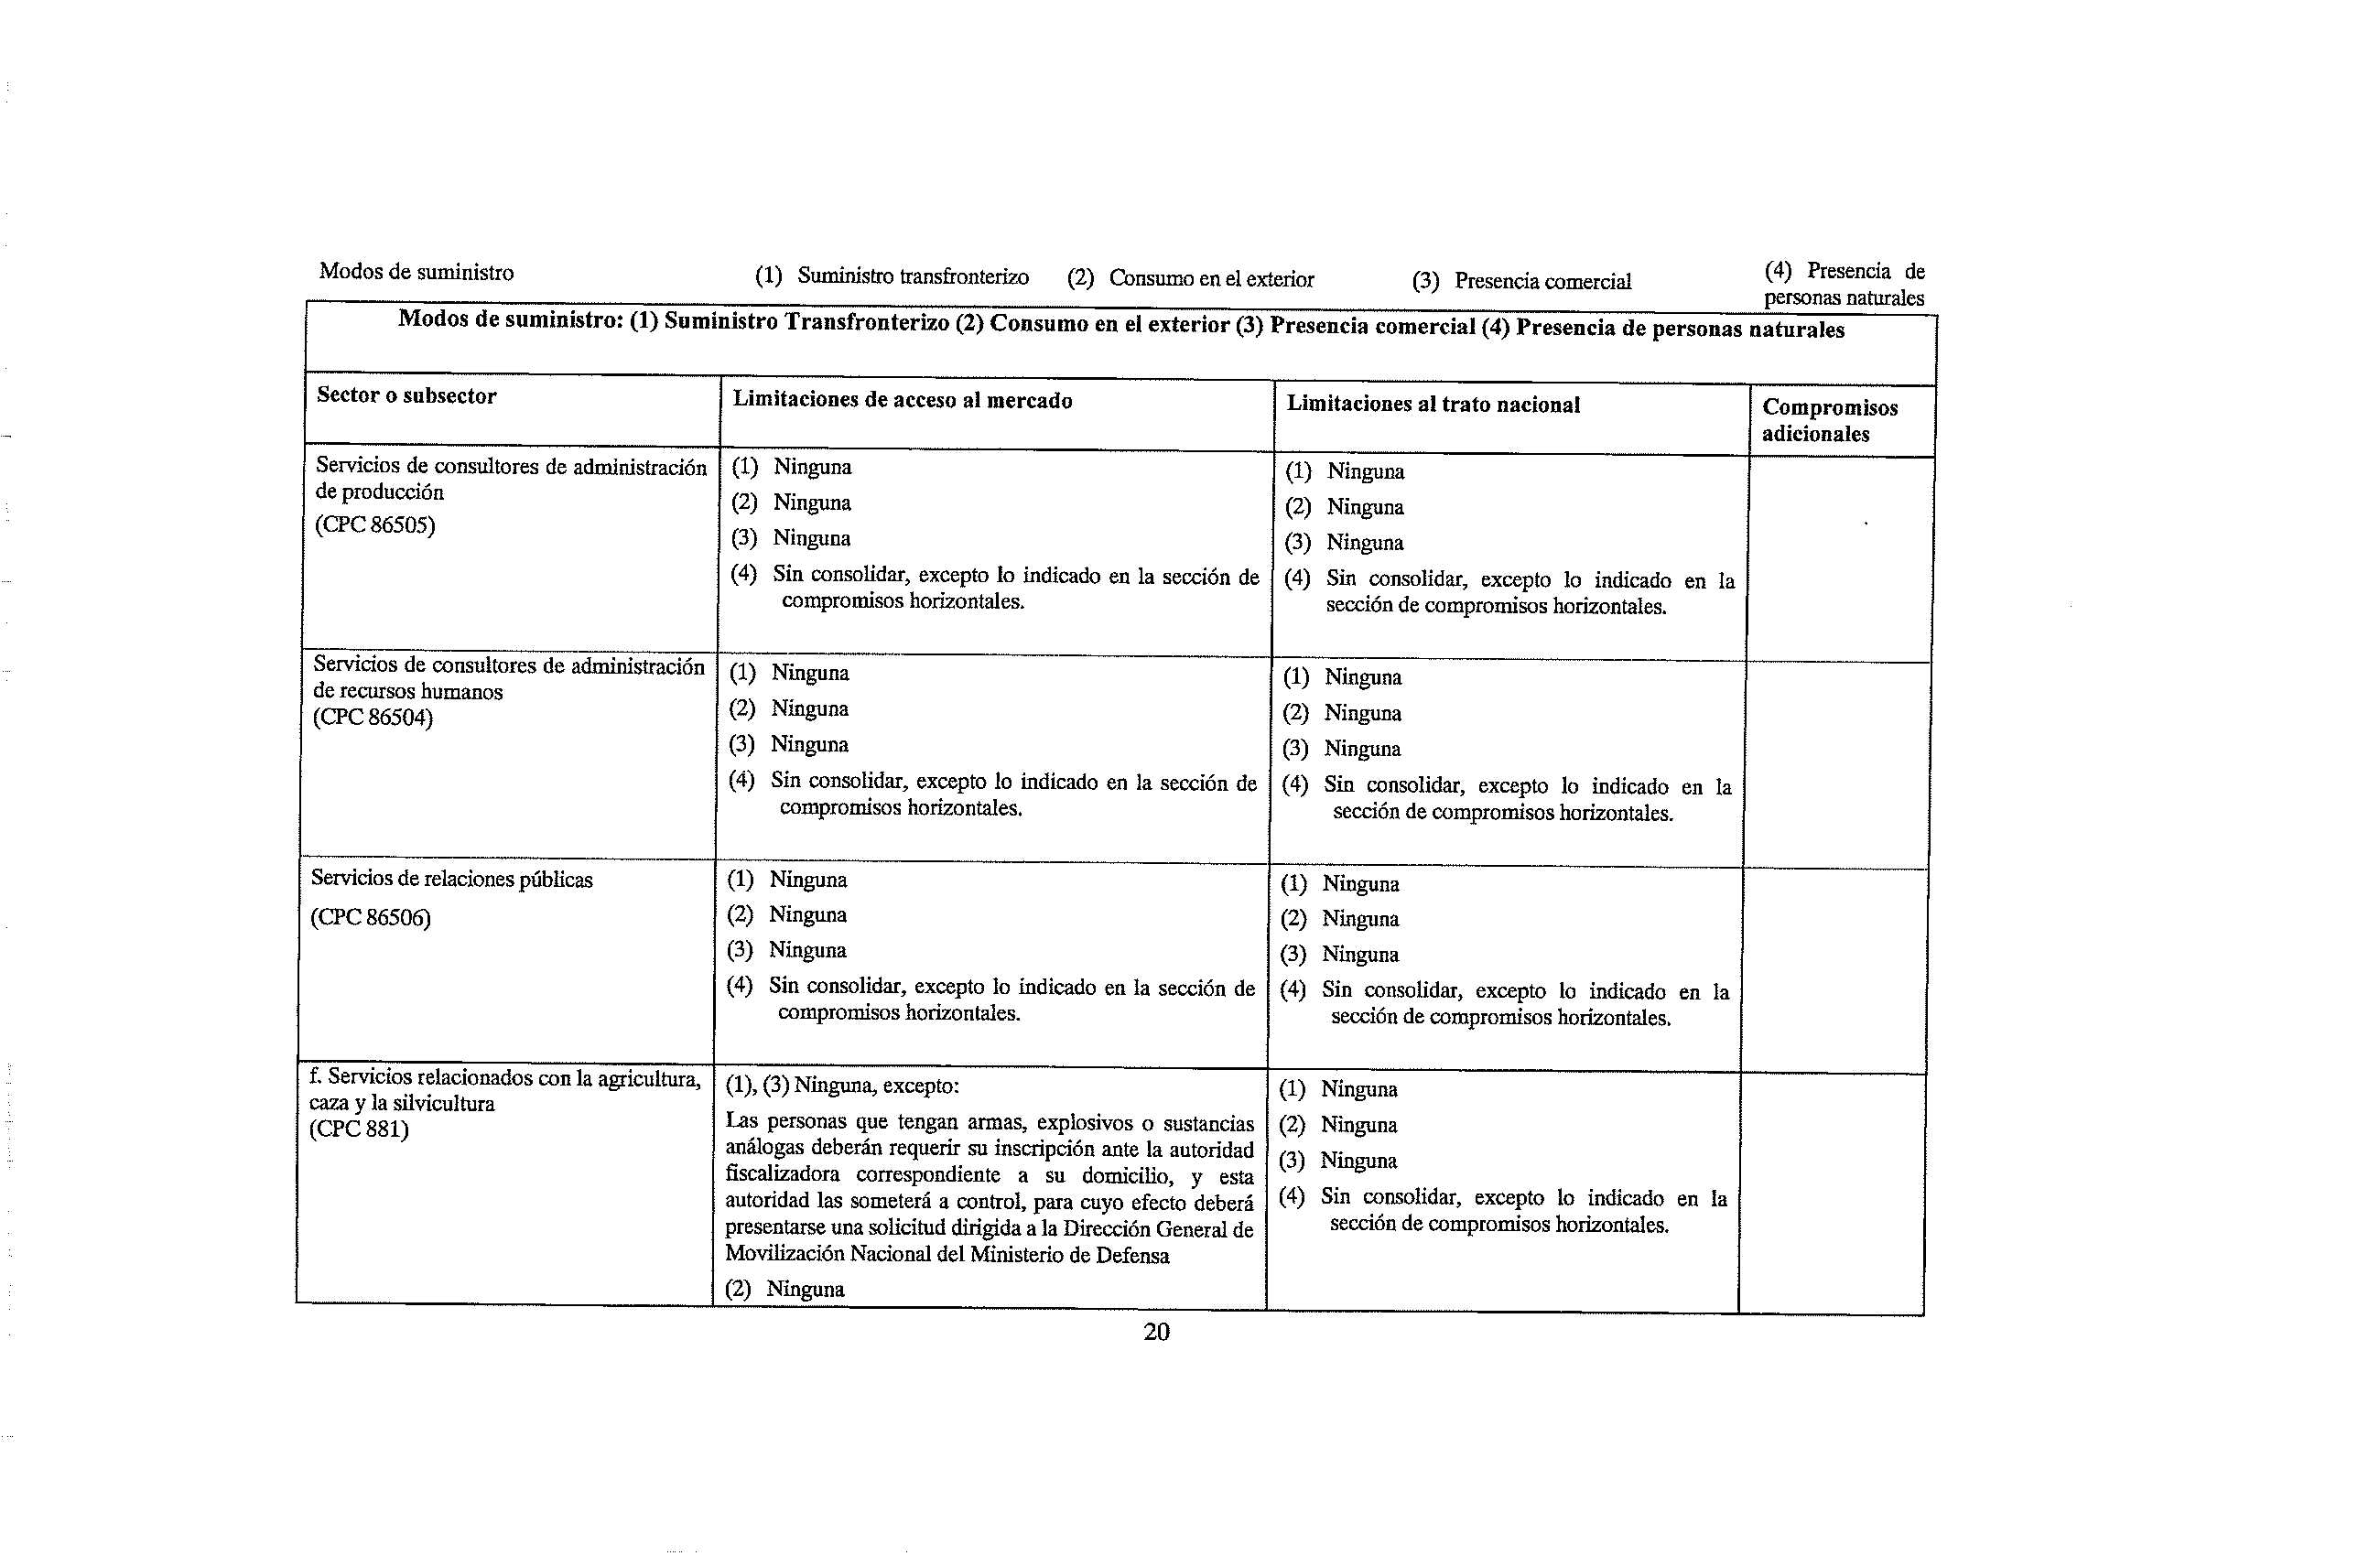 Modos de suministro (1) Suministro transfronterizo (2) Consumo en el exterior (3) Presencia comercial (4) Presencia de
personas naturales
Modos de suministro: (1) Suministro Transfronterizo (2) Consumo en el exterior (3) Presencia comercial (4) Presencia de personas naturales
Sector o subsector
Limitaciones de acceso al mercado
Limitaciones al trato nacional
Compromisos
adicionales
Servicios de consultores de administración
de producción
(CPC 86505)
(1) Ninguna
(2) Ninguna
(3) Ninguna
(4) Sin consolidar, excepto lo indicado en la sección de
compromisos horizontales.
(1) Ninguna
(2) Ninguna
(3) Ninguna
(4) Sin consolidar, excepto lo indicado en la
sección de compromisos horizontales.
Servicios de consultores de administración
de recursos humanos
(CPC 86504)
(1) Ninguna
(2) Ninguna
(3) Ninguna
(4) Sin consolidar, excepto lo indicado en la sección de
compromisos horizontales.
(1) Ninguna
(2) Ninguna
(3) Ninguna
(4) Sin consolidar, excepto lo indicado en la
sección de compromisos horizontales.
Servicios de relaciones públicas
(CPC 86506)
(1) Ninguna
(2) Ninguna
(3) Ninguna
(4) Sin consolidar, excepto lo indicado en la sección de
compromisos horizontales.
(1) Ninguna
(2) Ninguna
(3) Ninguna
(4) Sin consolidar, excepto lo indicado en la
sección de compromisos horizontales.
f. Servicios relacionados con la agricultura,
caza y la silvicultura
(CPC 881)
(1), (3) Ninguna, excepto:
Las personas que tengan armas, explosivos o sustancias
análogas deberán requerir su inscripción ante la autoridad
fiscalizadora correspondiente a su domicilio, y esta
autoridad las someterá a control, para cuyo efecto deberá
presentarse una solicitud dirigida a la Dirección General de
Movilización Nacional del Ministerio de Defensa
(2) Ninguna
(1) Ninguna
(2) Ninguna
(3) Ninguna
(4) Sin consolidar, excepto lo indicado en la
sección de compromisos horizontales.
20